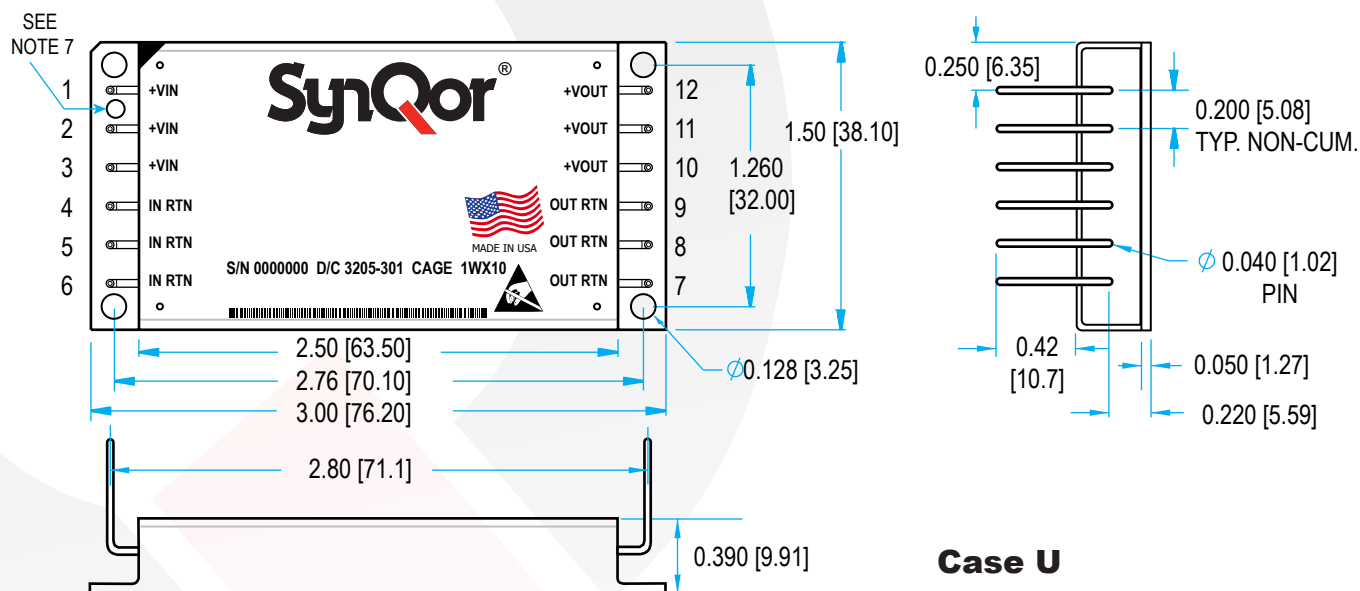 SEE
NOTE 7
SynQor®
1 +VIN +VOUT 12
2 +VIN +VOUT 11
3 +VIN +VOUT 10
4 IN RTN OUT RTN 9
5 IN RTN OUT RTN 8
6 IN RTN OUT RTN 7
MADE IN USA
S/N 0000000 D/C 3205-301 CAGE 1WX10
1.50 [38.10]
1.260
[32.00]
2.50 [63.50]
2.76 [70.10]
3.00 [76.20]
Ø0.128 [3.25]
0.250 [6.35]
0.200 [5.08]
TYP. NON-CUM.
Ø 0.040 [1.02]
PIN
0.42
[10.7]
0.050 [1.27]
0.220 [5.59]
2.80 [71.1]
0.390 [9.91]
Case U